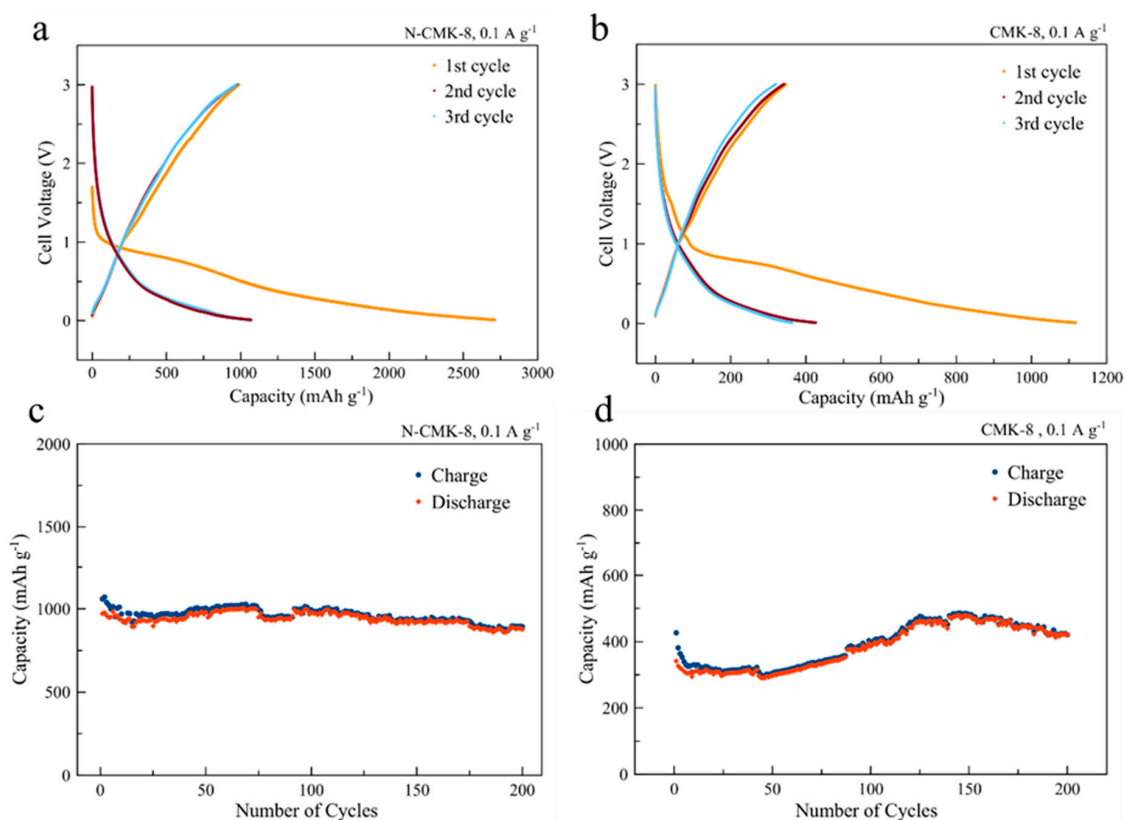 a
N-CMK-8, 0.1 A g-1
1st cycle
2nd cycle
3rd cycle
Cell Voltage (V)
3
2
1
0
0 500 1000 1500 2000 2500 3000
Capacity (mAh g-1)
b
CMK-8, 0.1 A g-1
1st cycle
2nd cycle
3rd cycle
Cell Voltage (V)
3
2
1
0
0 200 400 600 800 1000 1200
Capacity (mAh g-1)
c
N-CMK-8, 0.1 A g-1
Charge
Discharge
Capacity (mAh g-1)
2000
1500
1000
500
0
0 50 100 150 200
Number of Cycles
d
CMK-8 , 0.1 A g-1
Charge
Discharge
Capacity (mAh g-1)
1000
800
600
400
200
0
0 50 100 150 200
Number of Cycles